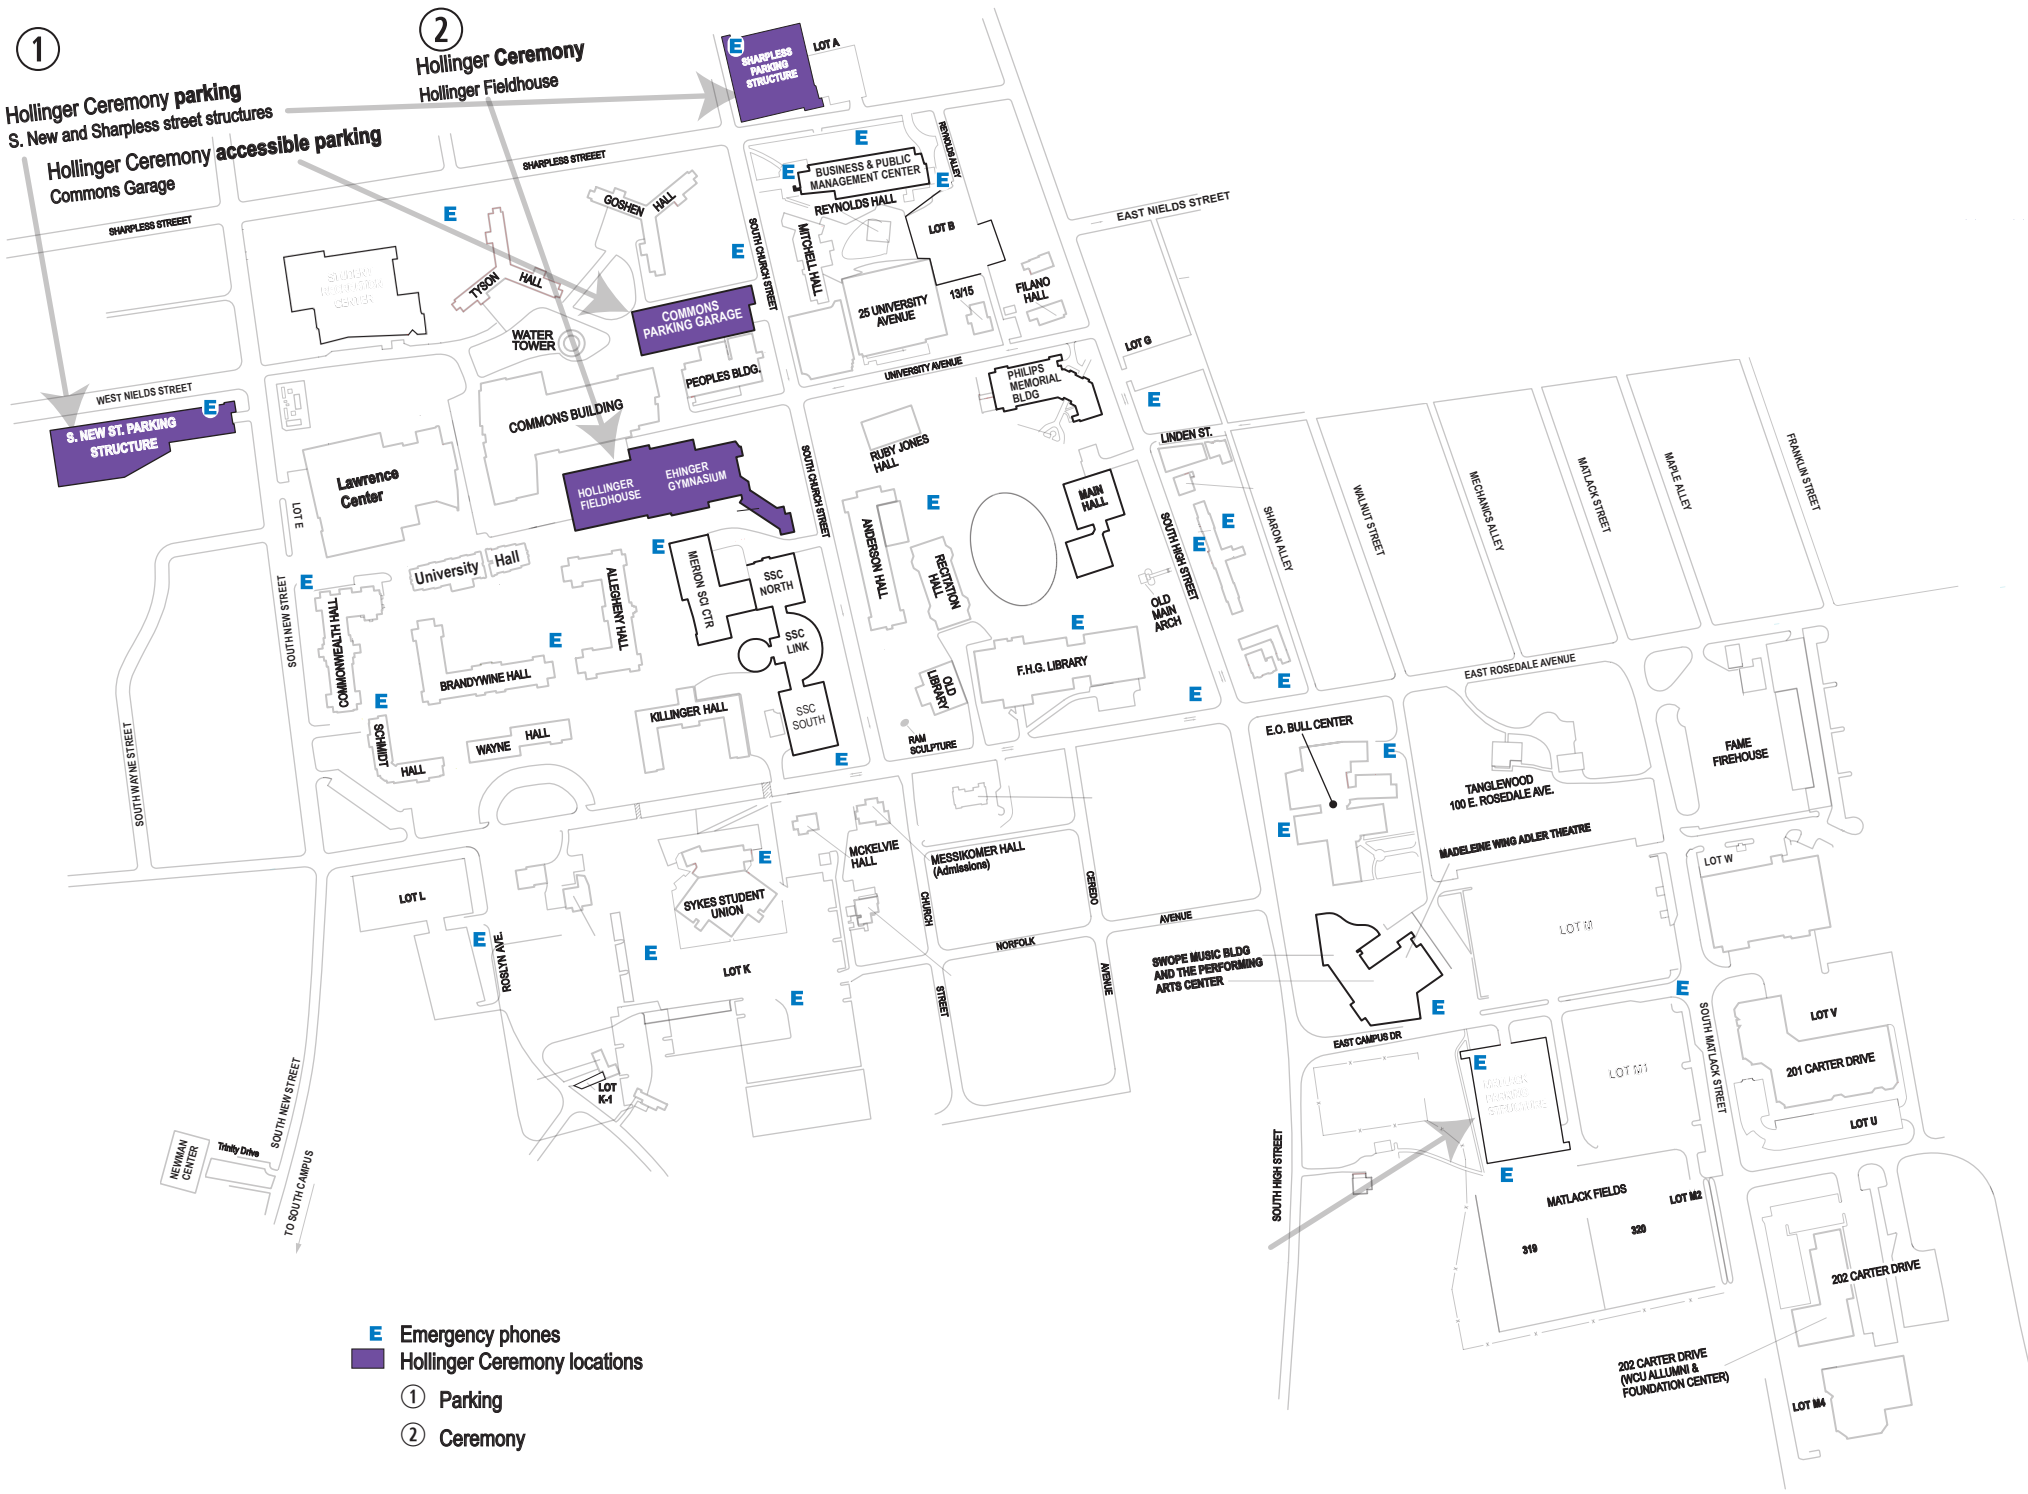 1
Hollinger Ceremony parking
S. New and Sharpless street structures
Hollinger Ceremony accessible parking
Commons Garage
2
Hollinger Ceremony
Hollinger Fieldhouse
E
SHARPLESS
PARKING
STRUCTURE
LOT A
SHARPLESS STREEET
SHARPLESS STREEET
E
E
E
E
E
BUSINESS & PUBLIC
MANAGEMENT CENTER
REYNOLDS HALL
REYNOLDS ALLEY
LOT B
EAST NIELDS STREET
GOSHEN
HALL
TYSON
HALL
WATER
TOWER
SOUTH CHURCH STREET
MITCHELL HALL
25 UNIVERSITY
AVENUE
13/15
FILANO
HALL
LOT G
COMMONS
PARKING GARAGE
PEOPLES BLDG.
UNIVERSITY AVENUE
PHILIPS
MEMORIAL
BLDG
E
WEST NIELDS STREET
E
S. NEW ST. PARKING
STRUCTURE
COMMONS BUILDING
Lawrence
Center
LOT E
HOLLINGER
FIELDHOUSE
EHINGER
GYMNASIUM
SOUTH CHURCH STREET
RUBY JONES
HALL
LINDEN ST.
MAIN
HALL
E
E
E
SOUTH HIGH STREET
SHARON ALLEY
WALNUT STREET
MECHANICS ALLEY
MATLACK STREET
MAPLE ALLEY
FRANKLIN STREET
University
Hall
E
E
E
ALLEGHENY HALL
MERION SCI CTR
SSC
NORTH
SSC
LINK
SSC
SOUTH
ANDERSON HALL
RECITATION
HALL
OLD
MAIN
ARCH
E
SOUTH NEW STREET
COMMONWEALTH HALL
BRANDYWINE HALL
E
KILLINGER HALL
OLD
LIBRARY
F.H.G. LIBRARY
E
E
EAST ROSEDALE AVENUE
SCHMIDT
HALL
WAYNE
HALL
RAM
SCULPTURE
E
E.O. BULL CENTER
E
E
FAME
FIREHOUSE
TANGLEWOOD
100 E. ROSEDALE AVE.
SOUTH WAYNE STREET
MCKELVIE
HALL
MESSIKOMER HALL
(Admissions)
MADELEINE WING ADLER THEATRE
LOT W
E
LOT L
SYKES STUDENT
UNION
CHURCH
CEREDO
AVENUE
NORFOLK
LOT M
E
ROSLYN AVE.
E
LOT K
E
STREET
AVENUE
SWOPE MUSIC BLDG
AND THE PERFORMING
ARTS CENTER
E
E
EAST CAMPUS DR
SOUTH MATLACK STREET
LOT V
201 CARTER DRIVE
LOT U
LOT M1
E
LOT
K-1
SOUTH NEW STREET
NEWMAN
CENTER
Trinity Drive
TO SOUTH CAMPUS
SOUTH HIGH STREET
E
MATLACK FIELDS
LOT M2
319
320
202 CARTER DRIVE
202 CARTER DRIVE
(WCU ALLUMNI &
FOUNDATION CENTER)
LOT M4
E Emergency phones
Hollinger Ceremony locations
1 Parking
2 Ceremony